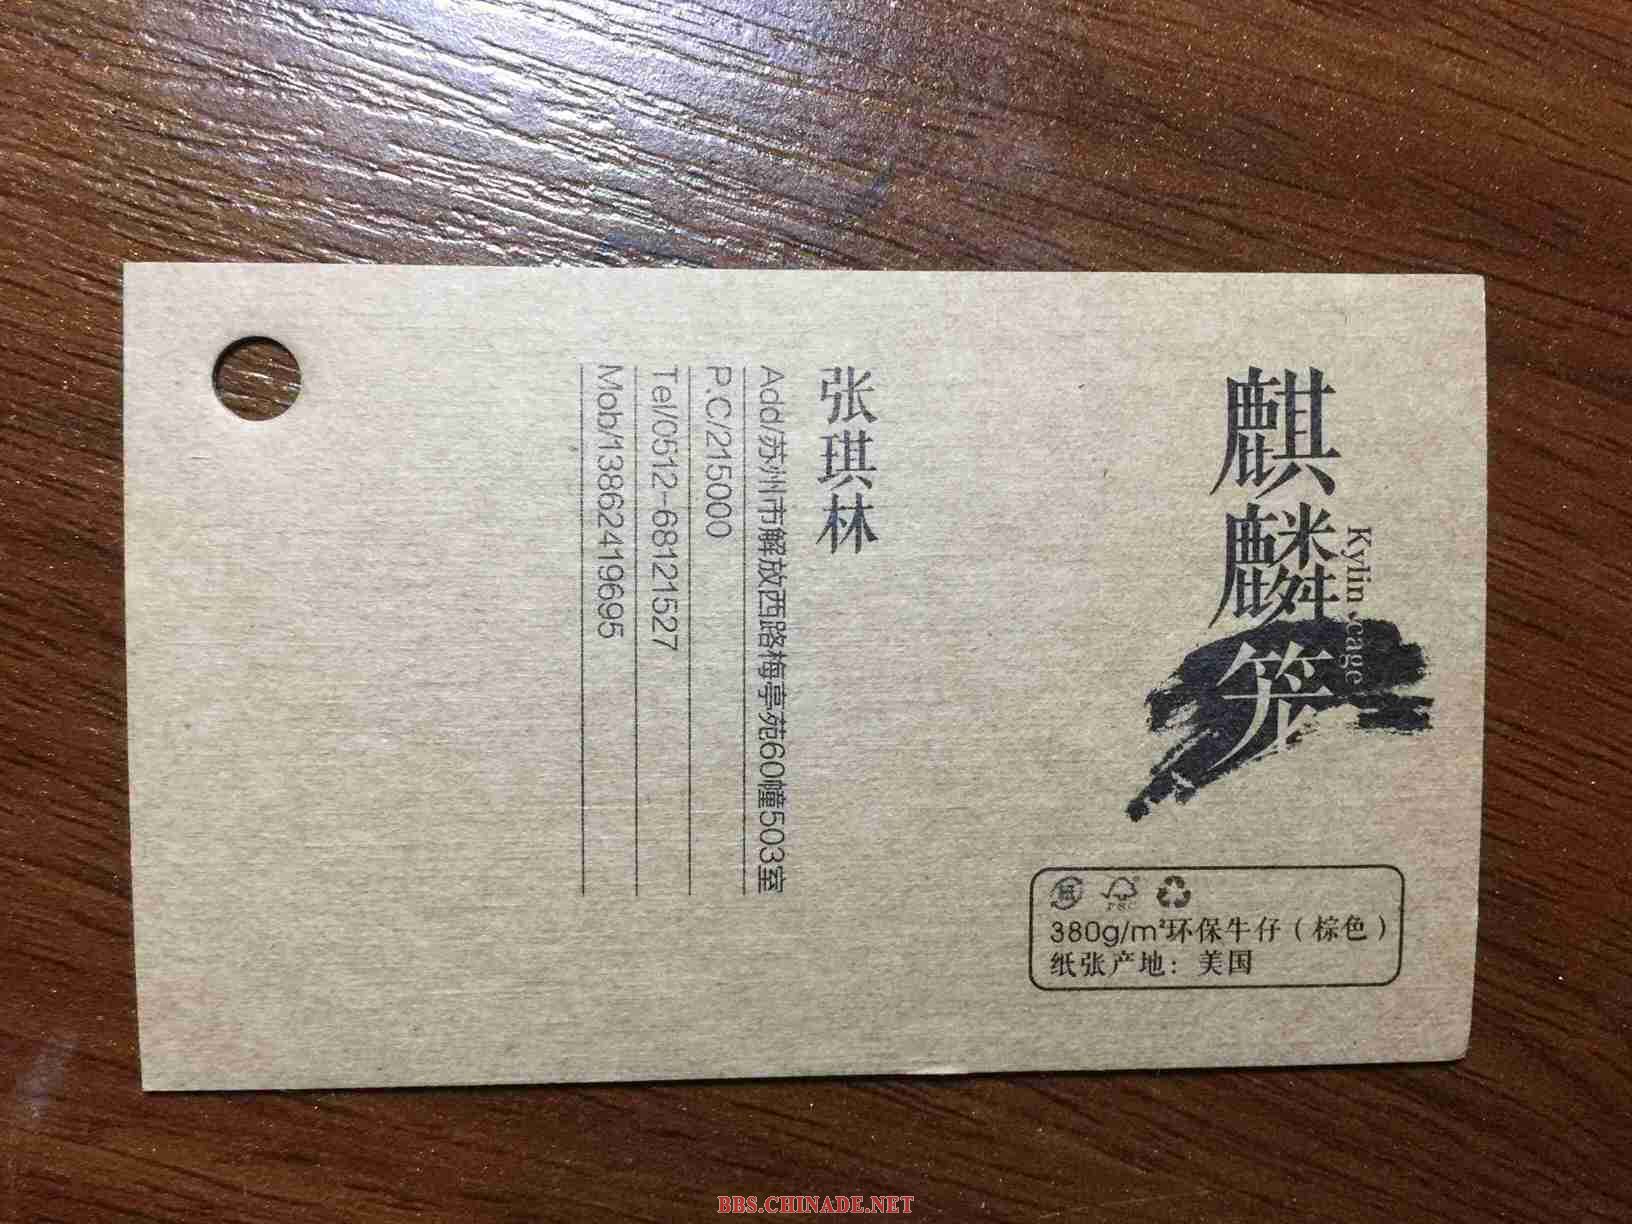 麒麟笼
Kylin cage
张琪林
Add/苏州市解放西路梅亭苑60幢503室
P.C/215000
Tel/0512-68121527
Mob/13862419695
FSC
380g/m²环保牛仔（棕色）
纸张产地：美国
BBS.CHINADE.NET